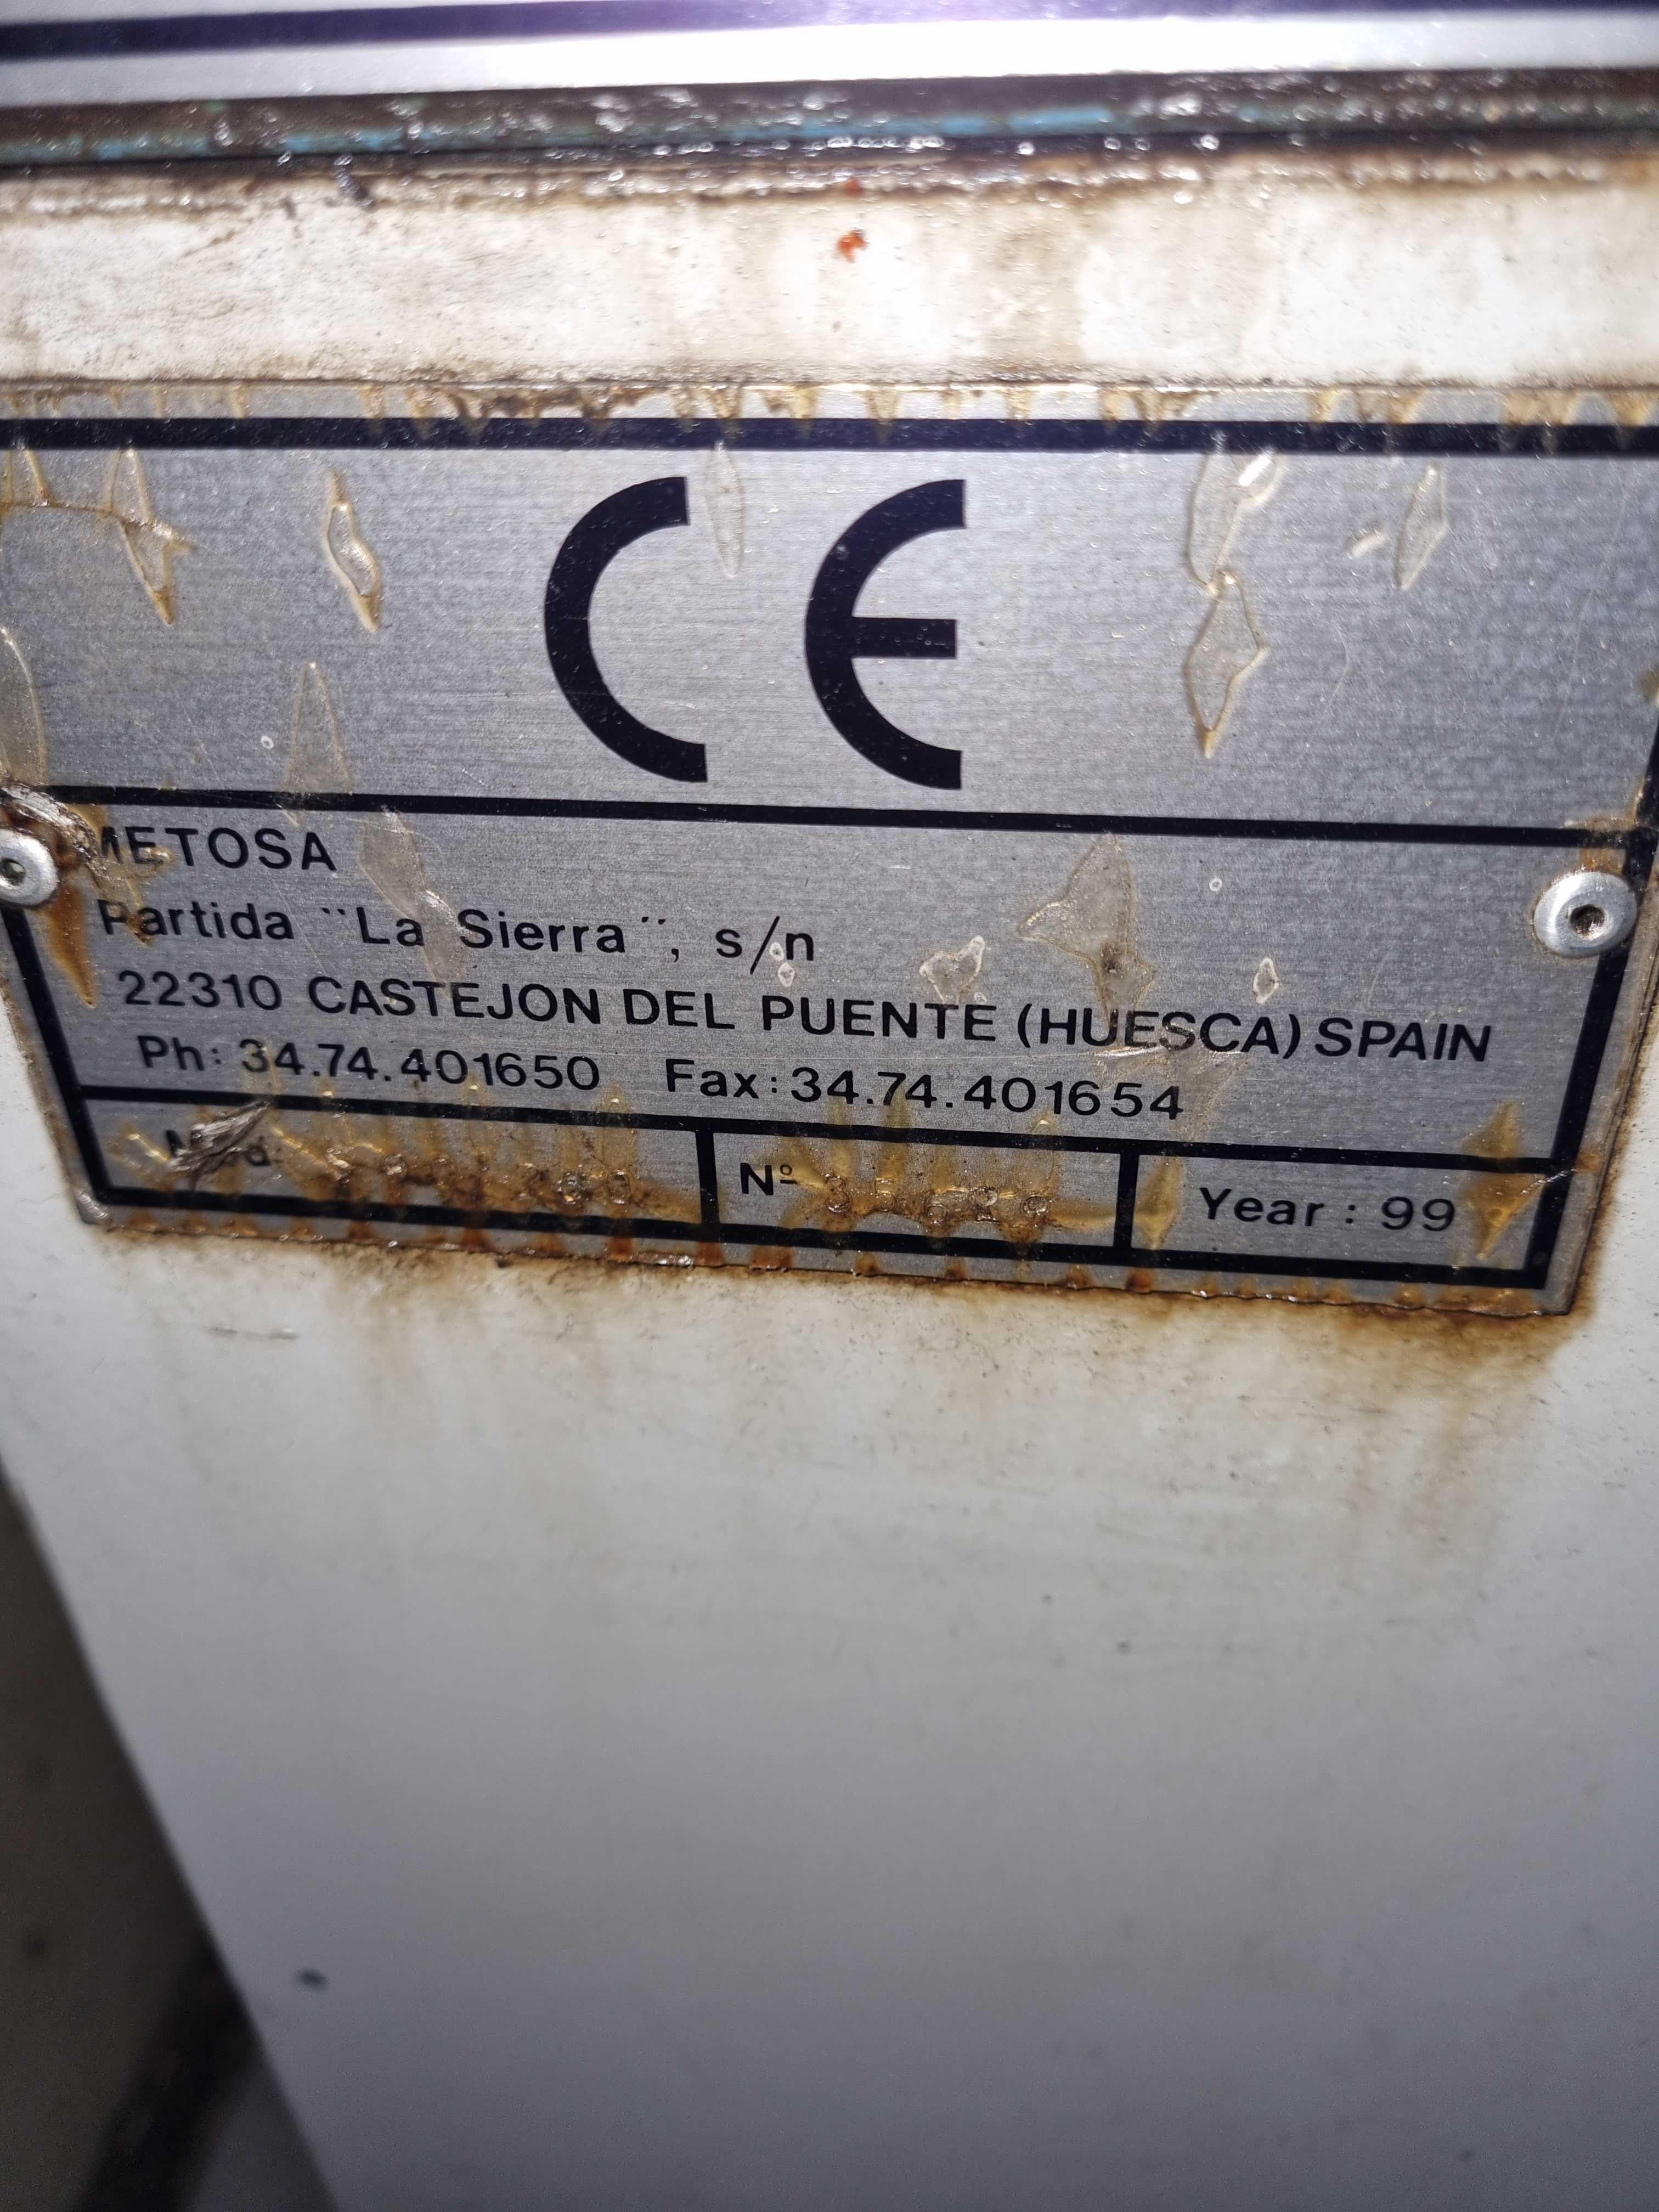 CE
METOSA
Partida "La Sierra", s/n
22310 CASTEJON DEL PUENTE (HUESCA) SPAIN
Ph: 34.74.401650 Fax: 34.74.401654
Nº
Year : 99